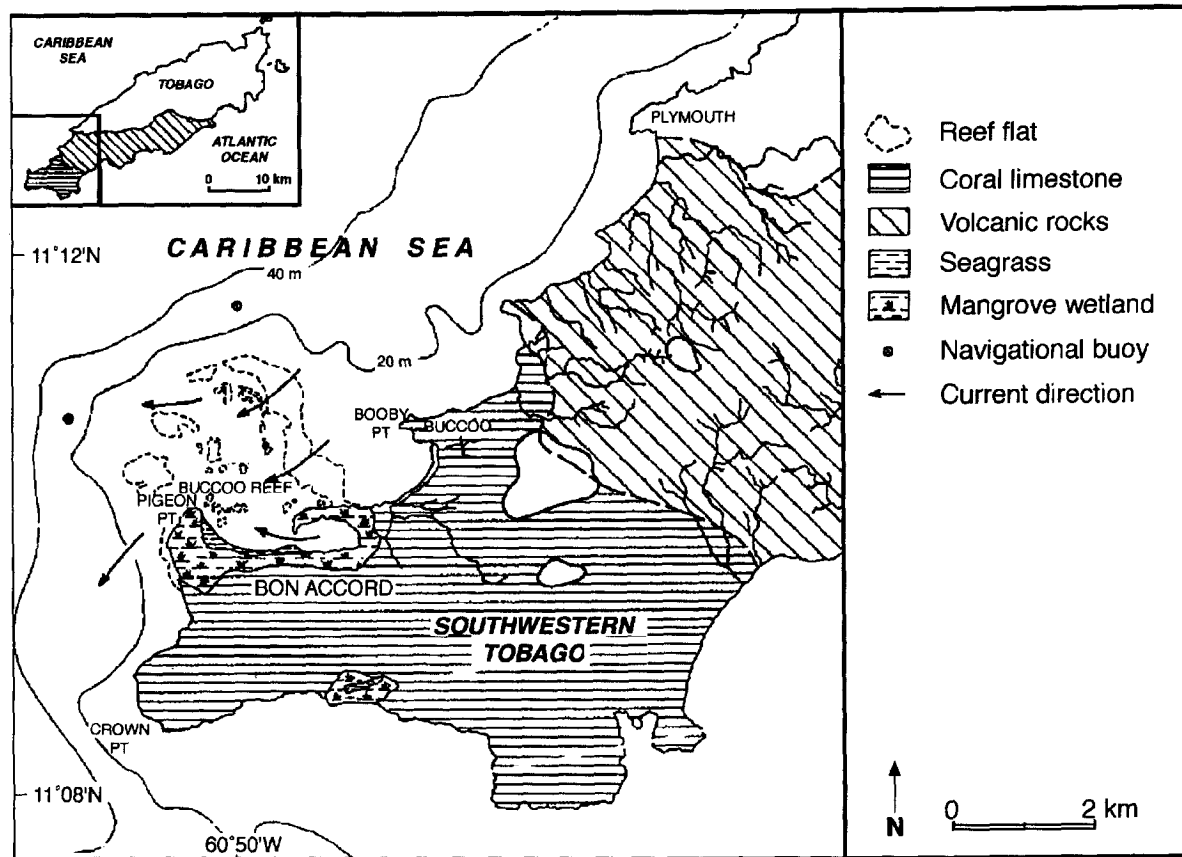 CARIBBEAN
SEA
TOBAGO
ATLANTIC
OCEAN
0 10 km
PLYMOUTH
11°12'N
CARIBBEAN SEA
40 m
20 m
BOOBY
PT
BUCCOO
BUCCOO REEF
PIGEON
PT
BON ACCORD
SOUTHWESTERN
TOBAGO
CROWN
PT
11°08'N
60°50'W
Reef flat
Coral limestone
Volcanic rocks
Seagrass
Mangrove wetland
Navigational buoy
Current direction
N
0 2 km